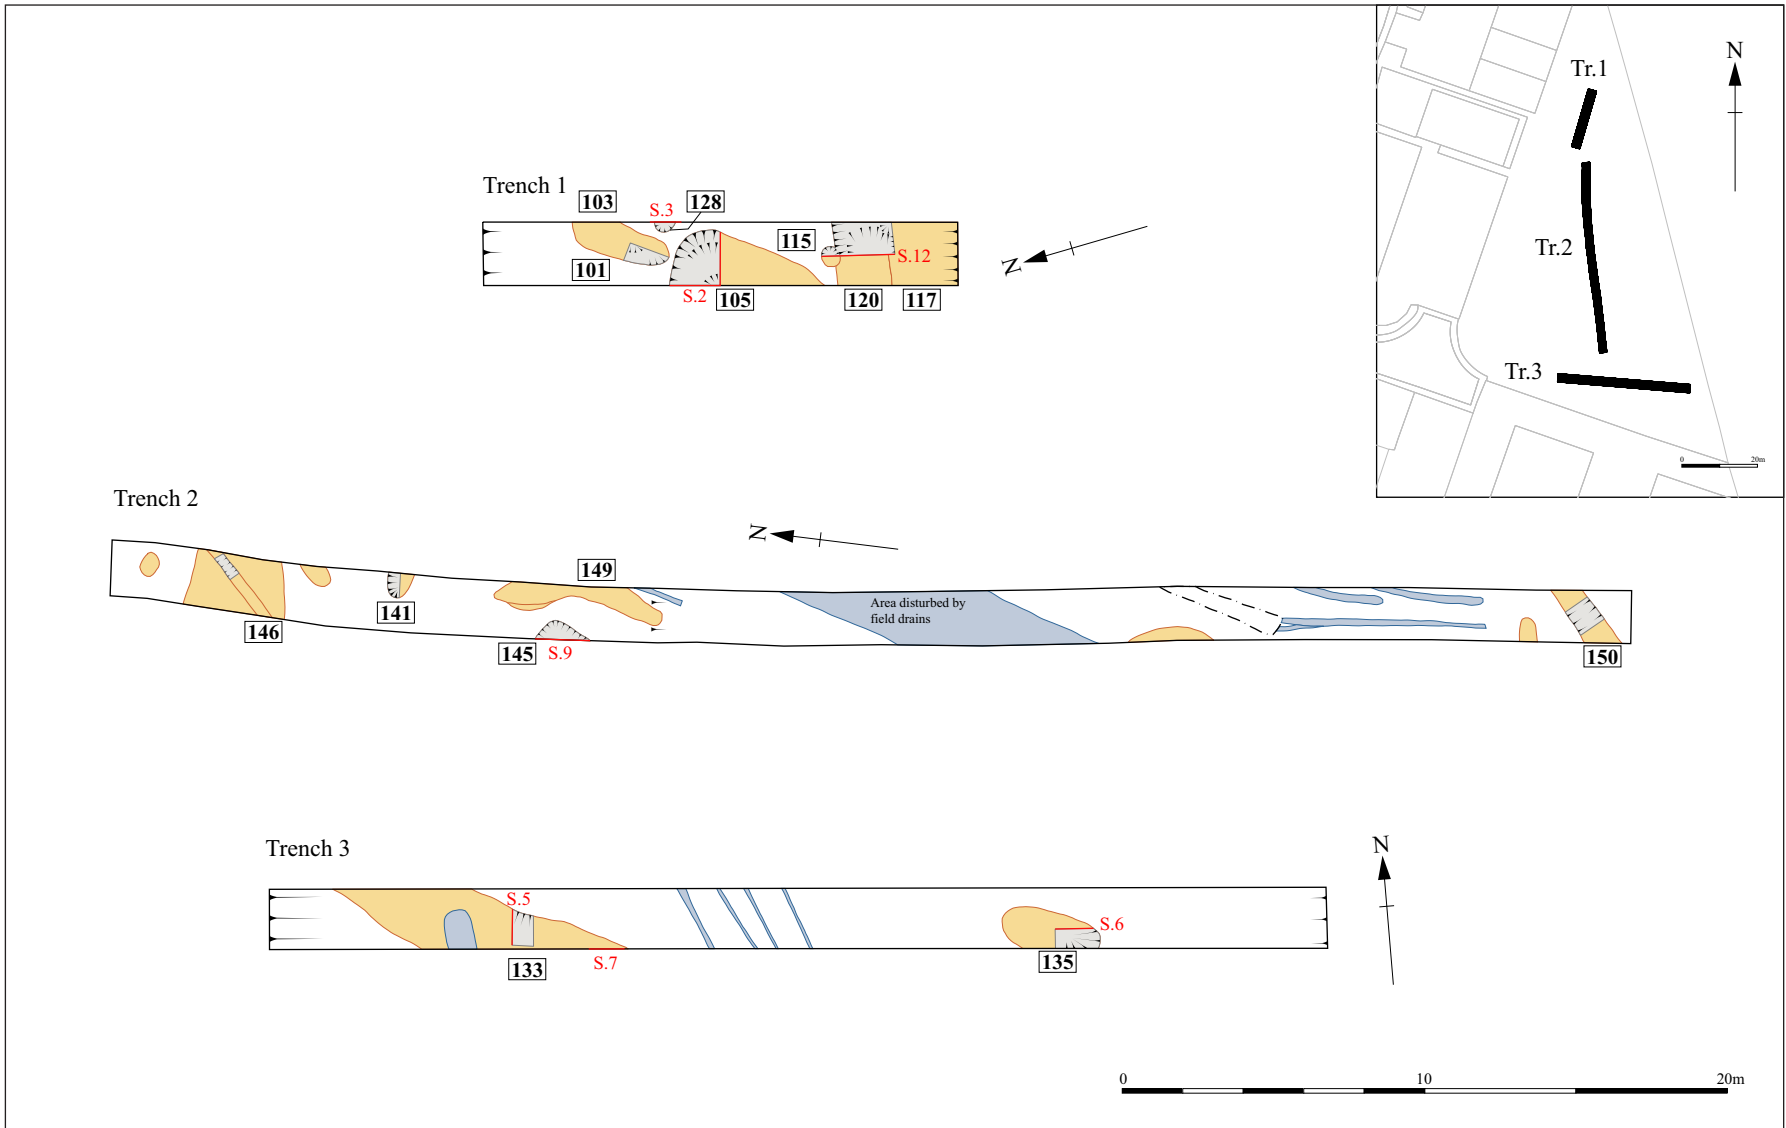 Trench 1
103
S.3
128
115
101
S.12
S.2
105
120
117
N
Tr.1
N
Tr.2
Tr.3
0
20m
Trench 2
N
149
141
146
145
S.9
Area disturbed by
field drains
150
Trench 3
N
S.5
133
S.7
S.6
135
0
10
20m